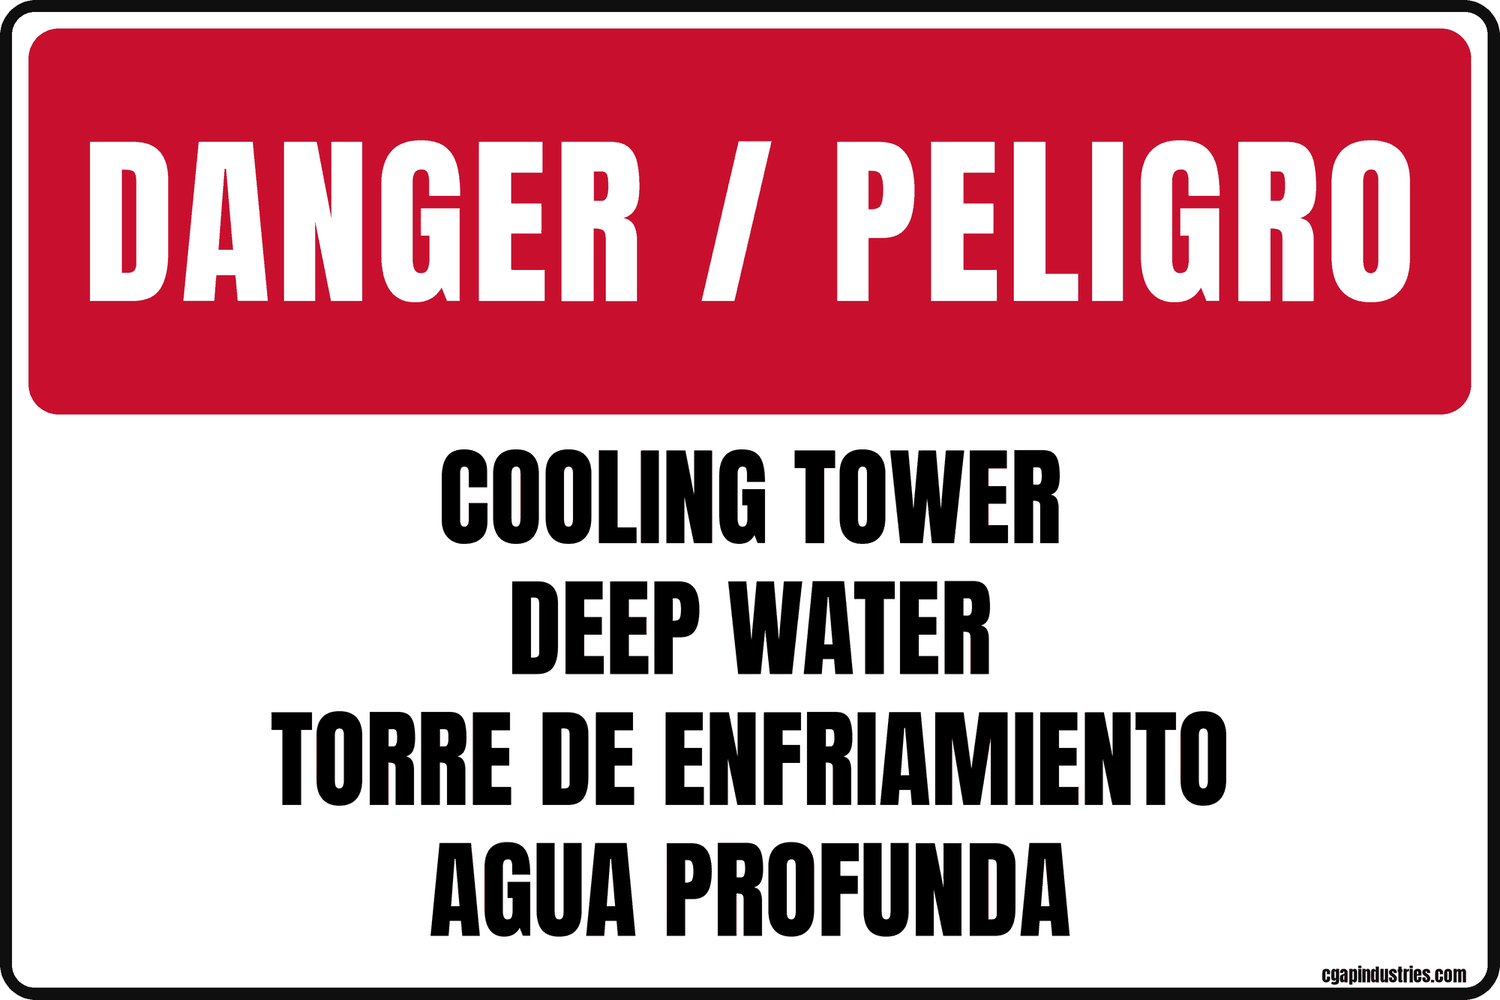 DANGER / PELIGRO
COOLING TOWER
DEEP WATER
TORRE DE ENFRIAMIENTO
AGUA PROFUNDA
cgapindustries.com